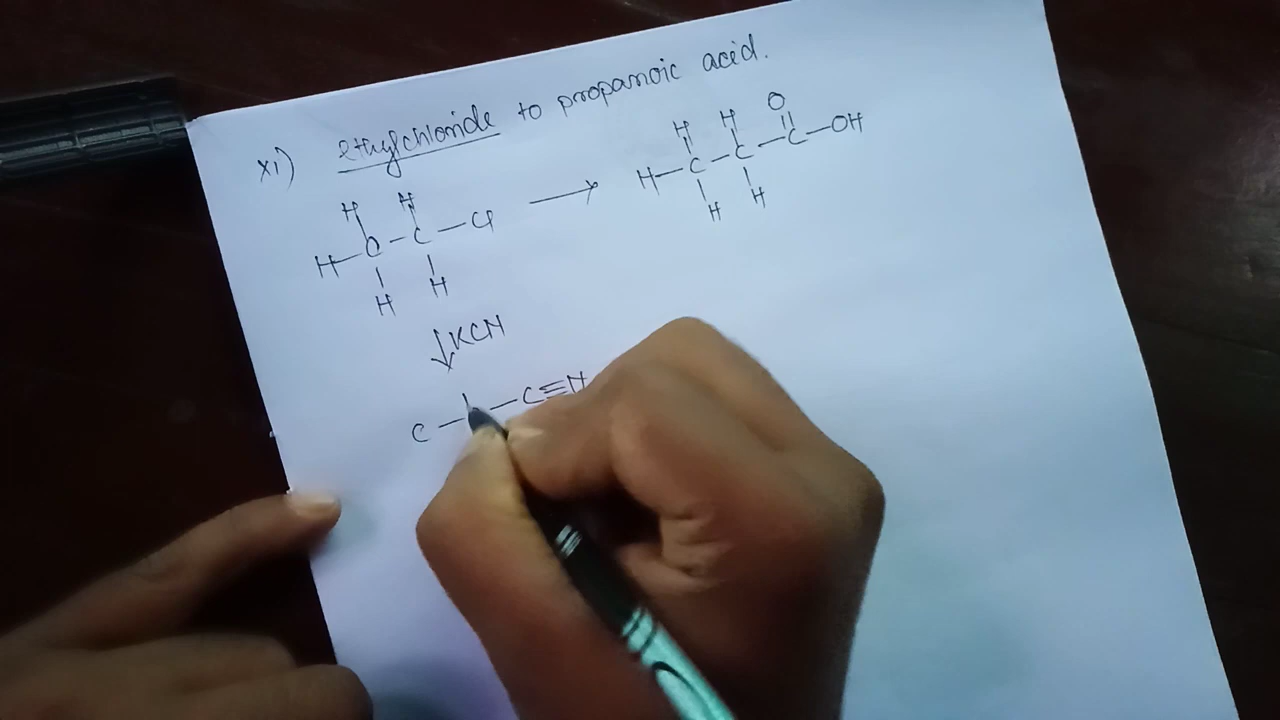 xi) ethylchloride to propanoic acid.
H H H H O
H—C—C—Cl → H—C—C—C—OH
H H H H
↓KCN
C — — C≡N